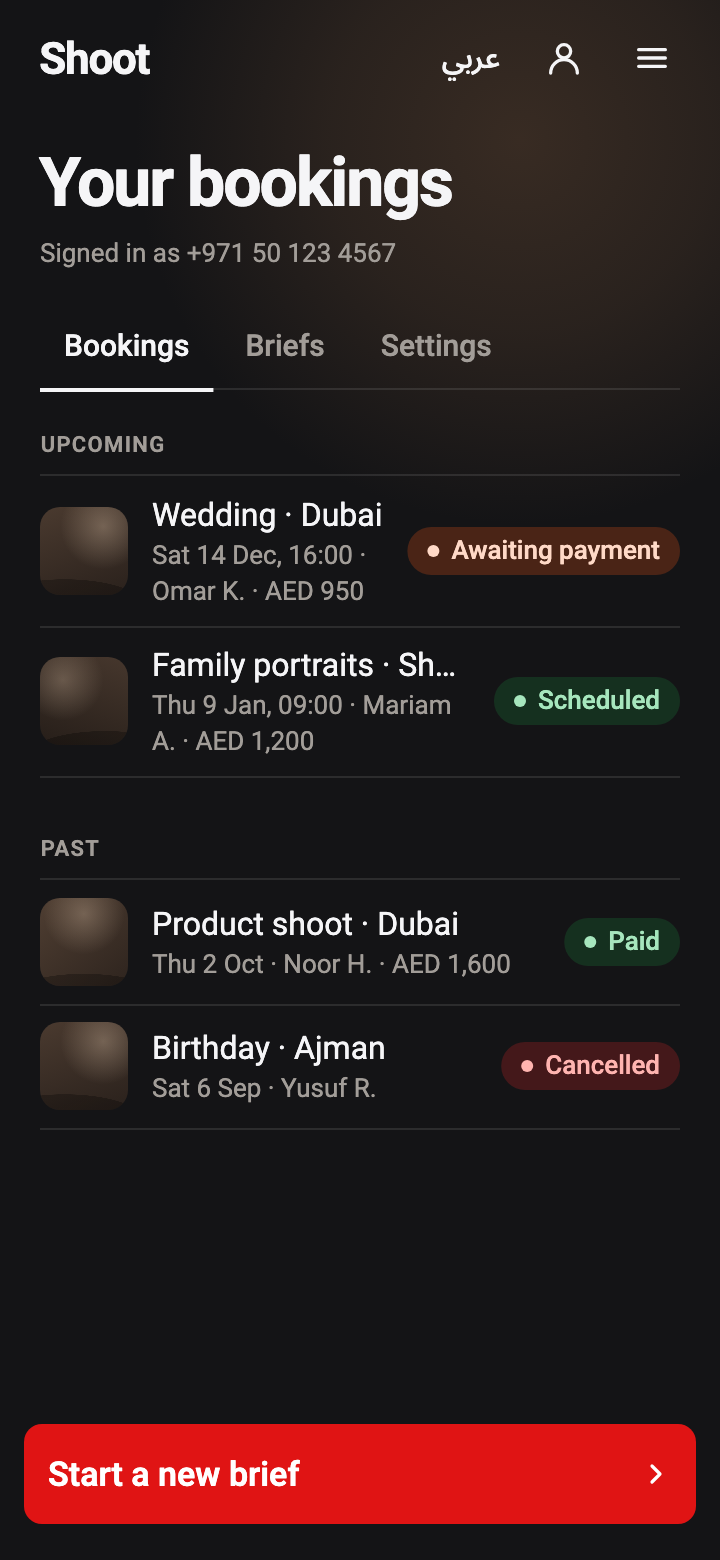 Shoot
عربي
Your bookings
Signed in as +971 50 123 4567
Bookings
Briefs
Settings
UPCOMING
Wedding · Dubai
Sat 14 Dec, 16:00 ·
Omar K. · AED 950
Awaiting payment
Family portraits · Sh…
Thu 9 Jan, 09:00 · Mariam
A. · AED 1,200
Scheduled
PAST
Product shoot · Dubai
Thu 2 Oct · Noor H. · AED 1,600
Paid
Birthday · Ajman
Sat 6 Sep · Yusuf R.
Cancelled
Start a new brief